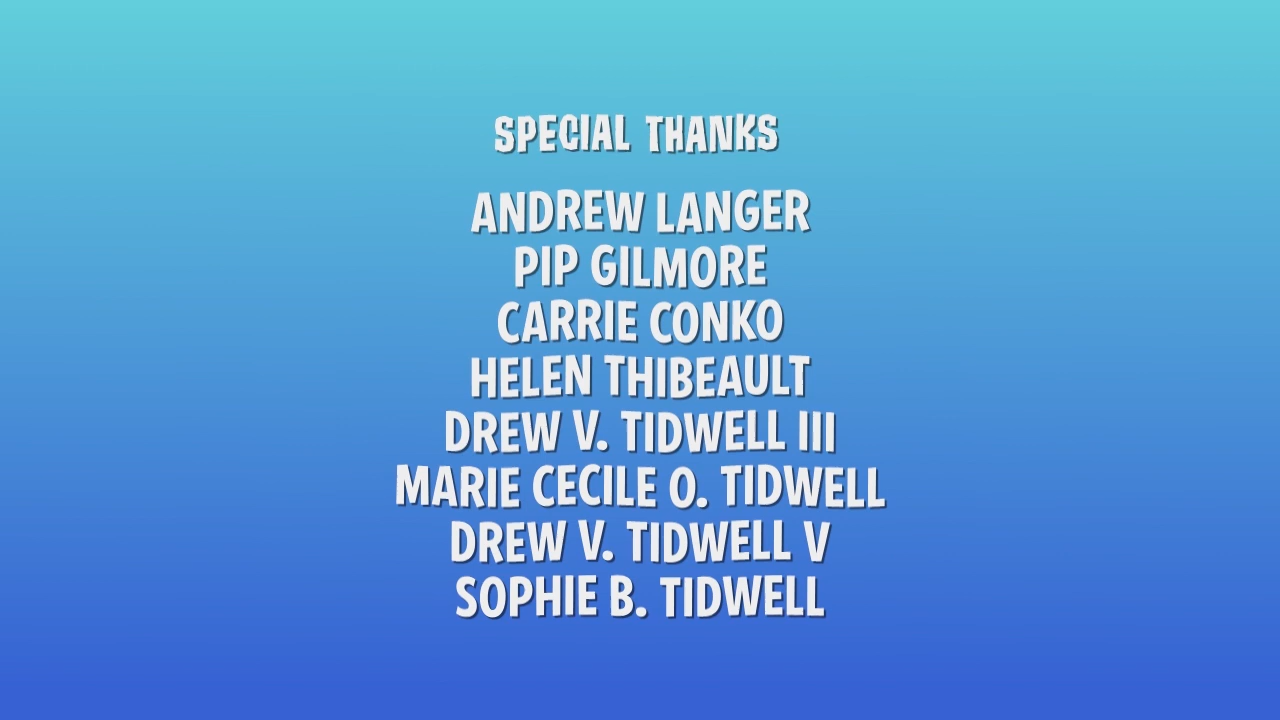 SPECIAL THANKS
ANDREW LANGER
PIP GILMORE
CARRIE CONKO
HELEN THIBEAULT
DREW V. TIDWELL III
MARIE CECILE O. TIDWELL
DREW V. TIDWELL V
SOPHIE B. TIDWELL